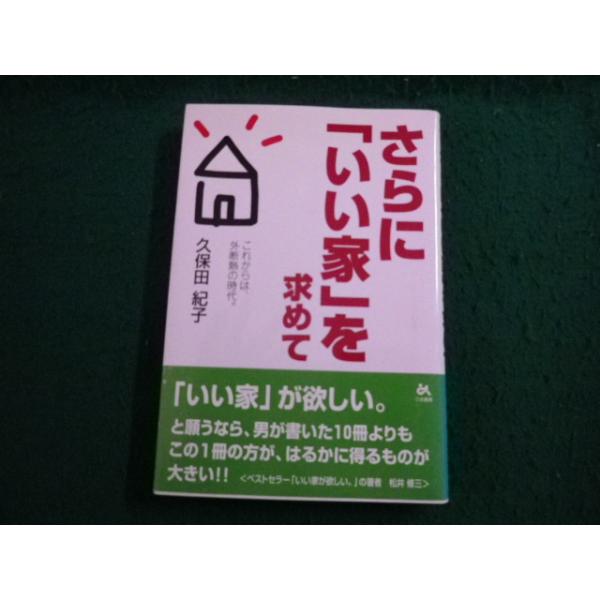 さらに
「いい家」を
求めて
これからは、
外断熱の時代。
久保田 紀子
「いい家」が欲しい。
と願うなら、男が書いた10冊よりも
この1冊の方が、はるかに得るものが
大きい!!
<ベストセラー「いい家が欲しい。」の著者 松井 修三>